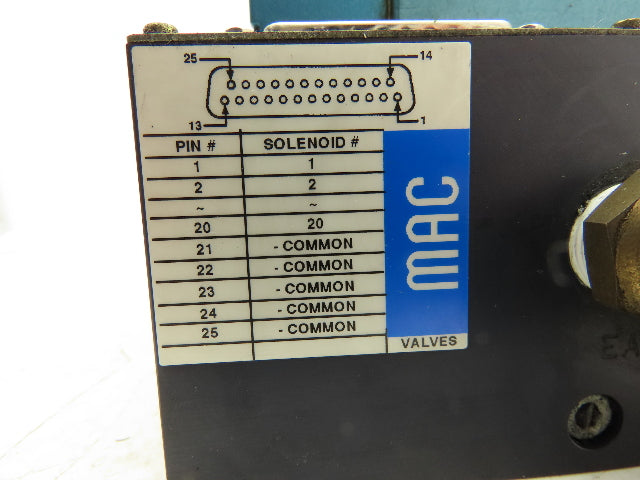 25 14
13 1
PIN # SOLENOID #
1 1
2 2
~ ~
20 20
21 - COMMON
22 - COMMON
23 - COMMON
24 - COMMON
25 - COMMON
MAC
VALVES